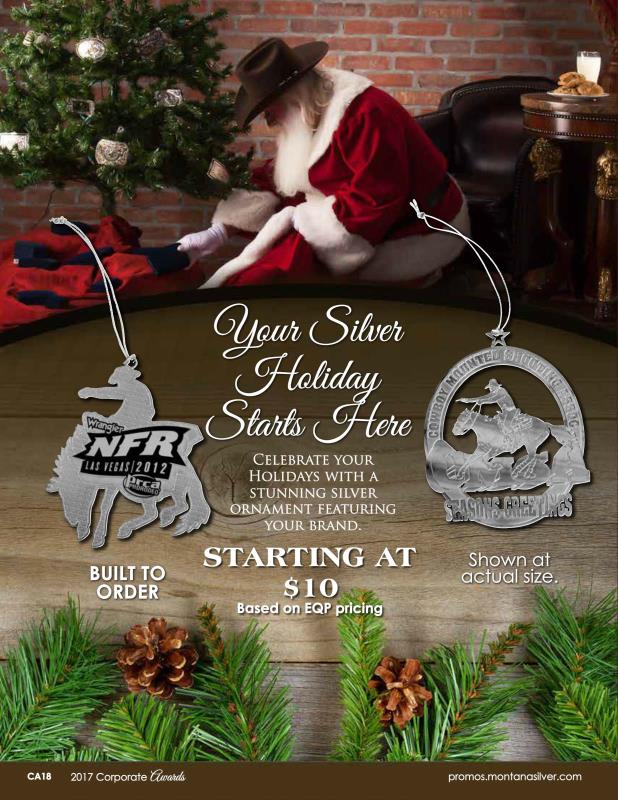 Your Silver
Holiday
Starts Here
Celebrate your
Holidays with a
stunning silver
ornament featuring
your brand.
STARTING AT
$10
Based on EQP pricing
Wrangler
NFR
LAS VEGAS 2012
prca
PRORODEO
BUILT TO
ORDER
COWBOY MOUNTED SHOOTING
SEASONS GREETINGS
Shown at
actual size.
CA18 2017 Corporate Awards
promos.montanasilver.com